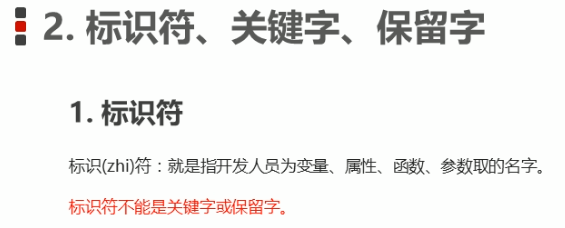 2. 标识符、关键字、保留字
1. 标识符
标识(zhi)符：就是指开发人员为变量、属性、函数、参数取的名字。
标识符不能是关键字或保留字。